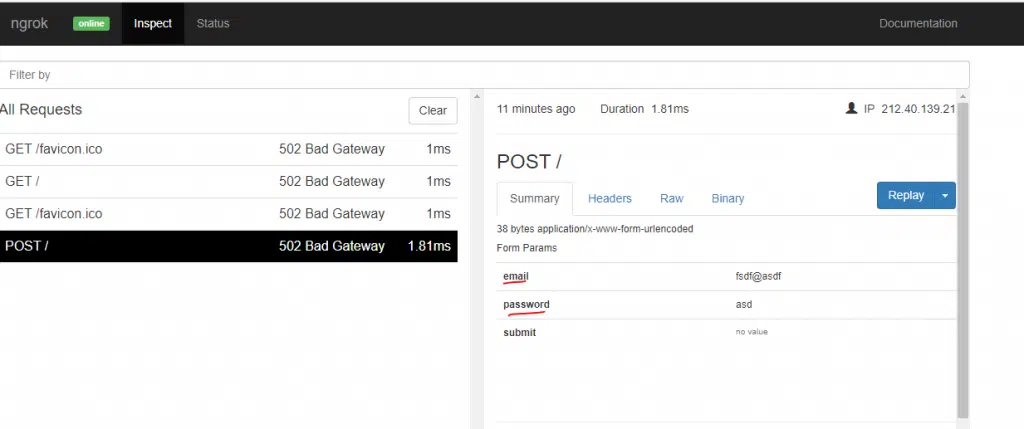 ngrok online Inspect Status Documentation
Filter by
All Requests Clear
GET /favicon.ico 502 Bad Gateway 1ms
GET / 502 Bad Gateway 1ms
GET /favicon.ico 502 Bad Gateway 1ms
POST / 502 Bad Gateway 1.81ms
11 minutes ago Duration 1.81ms IP 212.40.139.21
POST /
Summary Headers Raw Binary Replay
38 bytes application/x-www-form-urlencoded
Form Params
email fsdf@asdf
password asd
submit no value